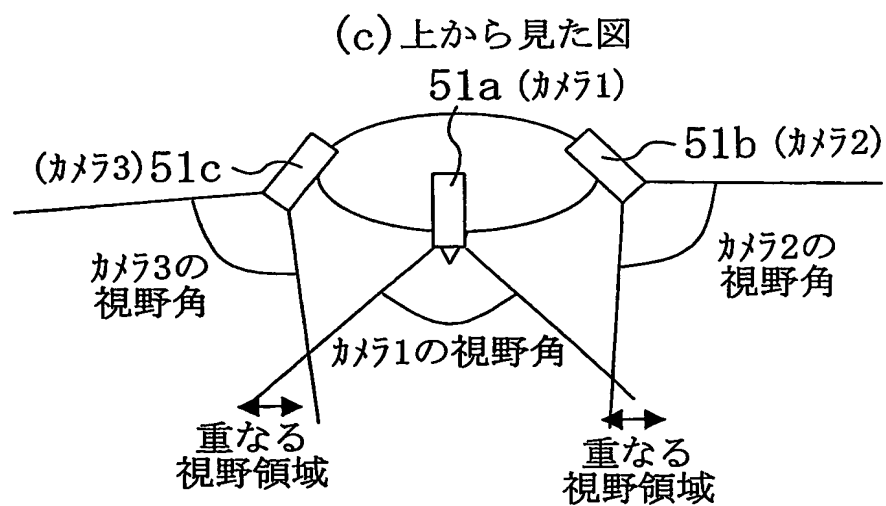 (c)上から見た図
51a (ｶﾒﾗ1)
(ｶﾒﾗ3)51c
51b (ｶﾒﾗ2)
ｶﾒﾗ3の
視野角
ｶﾒﾗ2の
視野角
ｶﾒﾗ1の視野角
重なる
視野領域
重なる
視野領域